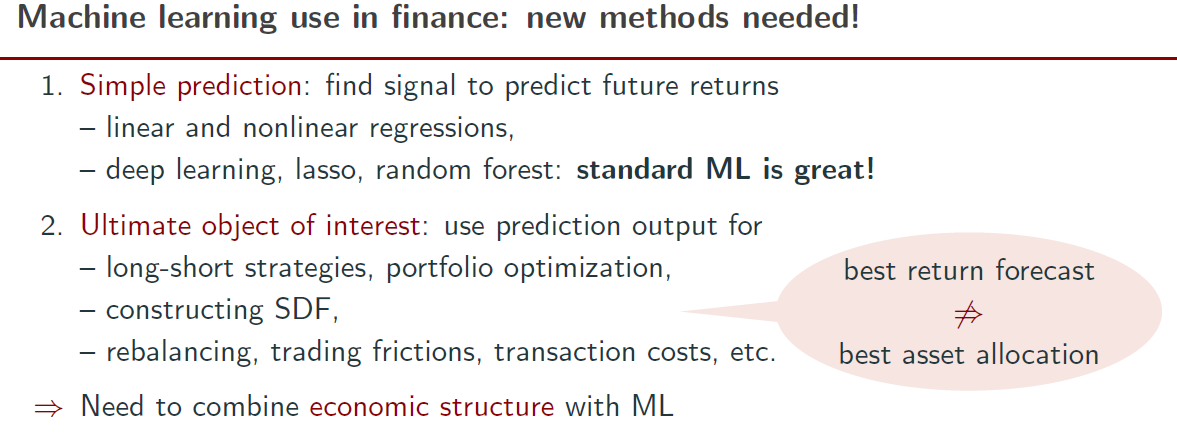 Machine learning use in finance: new methods needed!
1. Simple prediction: find signal to predict future returns
– linear and nonlinear regressions,
– deep learning, lasso, random forest: standard ML is great!
2. Ultimate object of interest: use prediction output for
– long-short strategies, portfolio optimization,
– constructing SDF,
– rebalancing, trading frictions, transaction costs, etc.
best return forecast
⇏
best asset allocation
⇒ Need to combine economic structure with ML